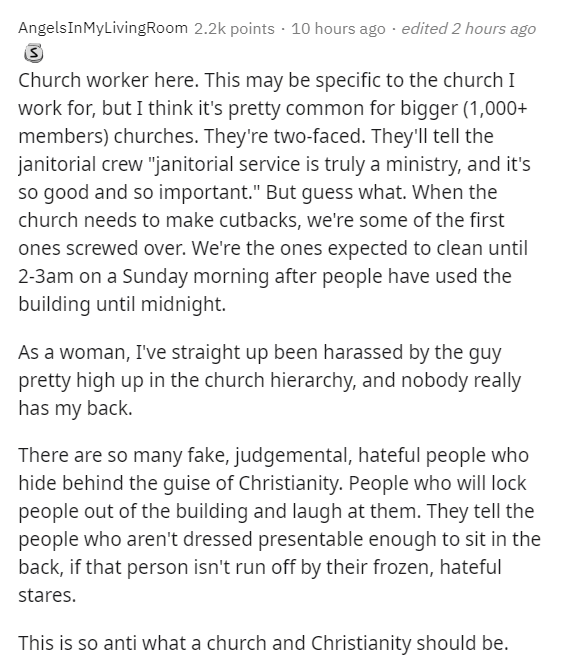 AngelsInMyLivingRoom 2.2k points · 10 hours ago · edited 2 hours ago
S
Church worker here. This may be specific to the church I
work for, but I think it's pretty common for bigger (1,000+
members) churches. They're two-faced. They'll tell the
janitorial crew "janitorial service is truly a ministry, and it's
so good and so important." But guess what. When the
church needs to make cutbacks, we're some of the first
ones screwed over. We're the ones expected to clean until
2-3am on a Sunday morning after people have used the
building until midnight.
As a woman, I've straight up been harassed by the guy
pretty high up in the church hierarchy, and nobody really
has my back.
There are so many fake, judgemental, hateful people who
hide behind the guise of Christianity. People who will lock
people out of the building and laugh at them. They tell the
people who aren't dressed presentable enough to sit in the
back, if that person isn't run off by their frozen, hateful
stares.
This is so anti what a church and Christianity should be.